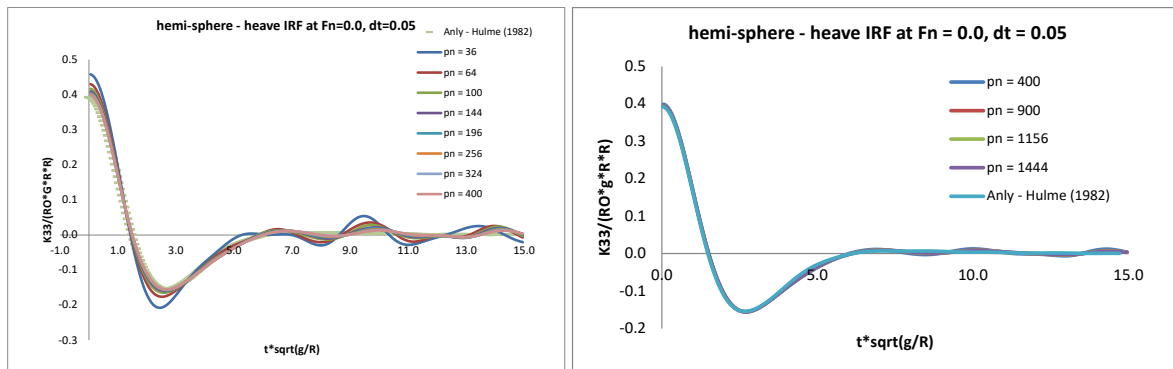 hemi-sphere - heave IRF at Fn=0.0, dt=0.05
Anly - Hulme (1982)
pn = 36
pn = 64
pn = 100
pn = 144
pn = 196
pn = 256
pn = 324
pn = 400
K33/(RO*G*R*R)
0.5
0.4
0.3
0.2
0.1
0.0
-0.1
-0.2
-0.3
-1.0 1.0 3.0 5.0 7.0 9.0 11.0 13.0 15.0
t*sqrt(g/R)
hemi-sphere - heave IRF at Fn = 0.0, dt = 0.05
pn = 400
pn = 900
pn = 1156
pn = 1444
Anly - Hulme (1982)
K33/(RO*g*R*R)
0.5
0.4
0.3
0.2
0.1
0.0
-0.1
-0.2
0.0 5.0 10.0 15.0
t*sqrt(g/R)